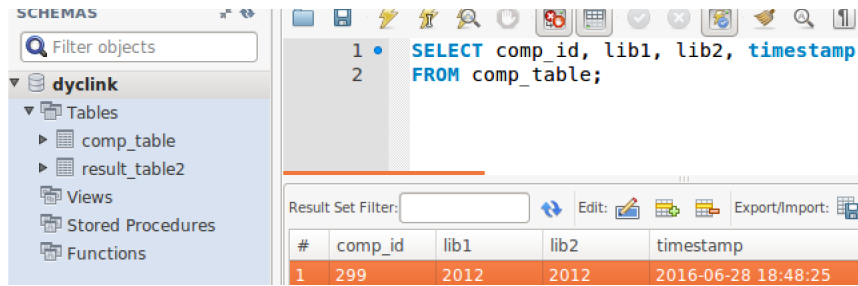 SCHEMAS
Filter objects
dyclink
Tables
comp_table
result_table2
Views
Stored Procedures
Functions
1 SELECT comp_id, lib1, lib2, timestamp
2 FROM comp_table;
Result Set Filter: Edit: Export/Import:
# comp_id lib1 lib2 timestamp
1 299 2012 2012 2016-06-28 18:48:25